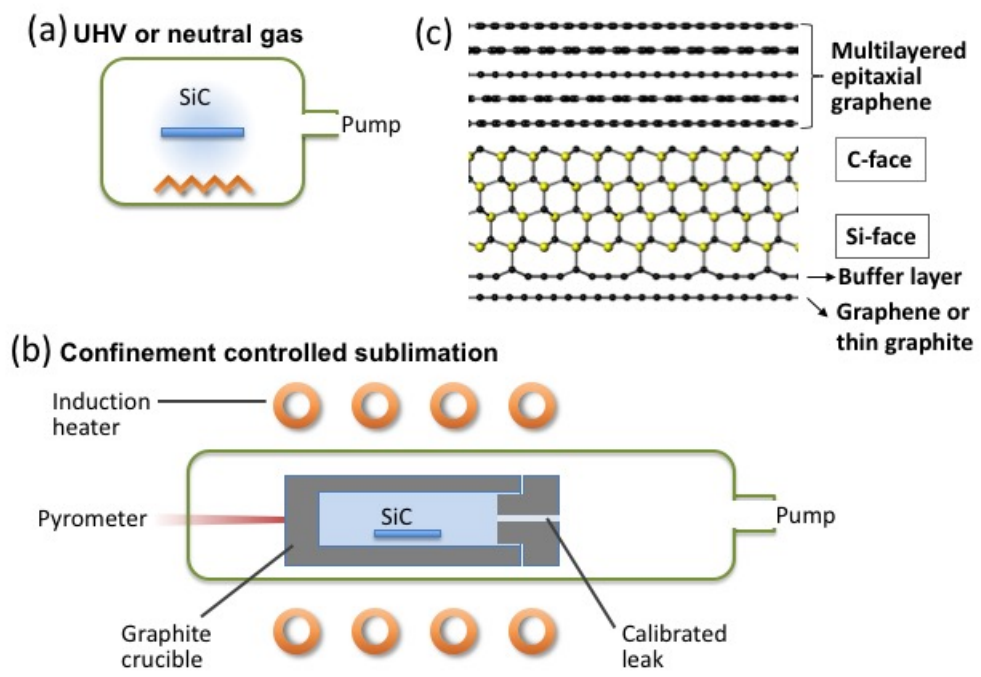 (a) UHV or neutral gas
SiC
Pump
(c)
Multilayered
epitaxial
graphene
C-face
Si-face
Buffer layer
Graphene or
thin graphite
(b) Confinement controlled sublimation
Induction
heater
Pyrometer
SiC
Pump
Graphite
crucible
Calibrated
leak